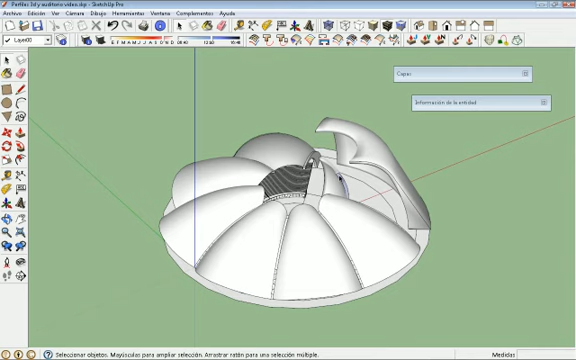 Perfiles 3d y auditorio video.skp - SketchUp Pro
Archivo Edición Ver Cámara Dibujo Herramientas Ventana Complementos Ayuda
Layer00
Capas
Información de la entidad
Seleccionar objetos. Mayúsculas para ampliar selección. Arrastrar ratón para una selección múltiple.
Medidas